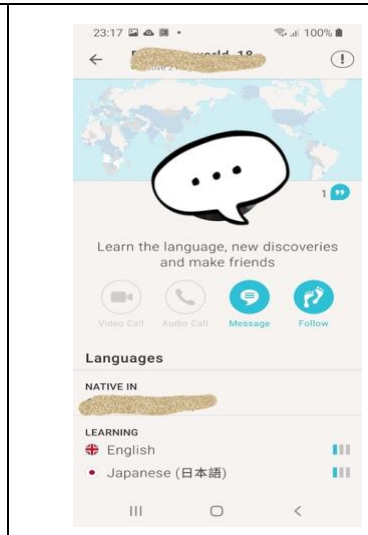 23:17
100%
1
Learn the language, new discoveries
and make friends
Video Call Audio Call Message Follow
Languages
NATIVE IN
LEARNING
English
Japanese (日本語)